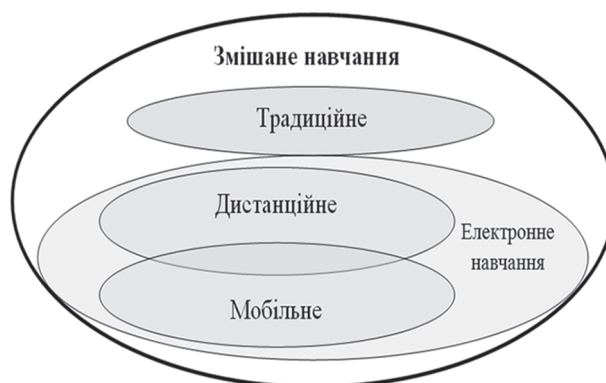 Змішане навчання
Традиційне
Дистанційне
Електронне
навчання
Мобільне